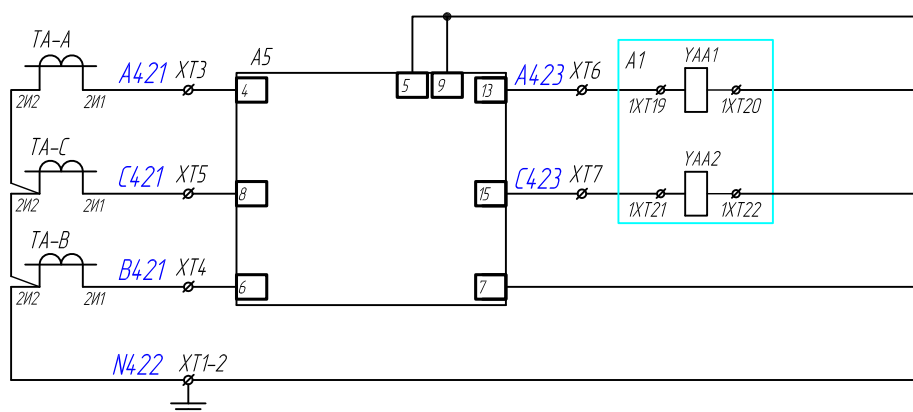 TA-A
A421 XT3
2И2 2И1
A5
4
5
9
13
A423 XT6
A1
YAA1
1XT19 1XT20
TA-C
C421 XT5
2И2 2И1
8
15
C423 XT7
YAA2
1XT21 1XT22
TA-B
B421 XT4
2И2 2И1
6
7
N422 XT1-2